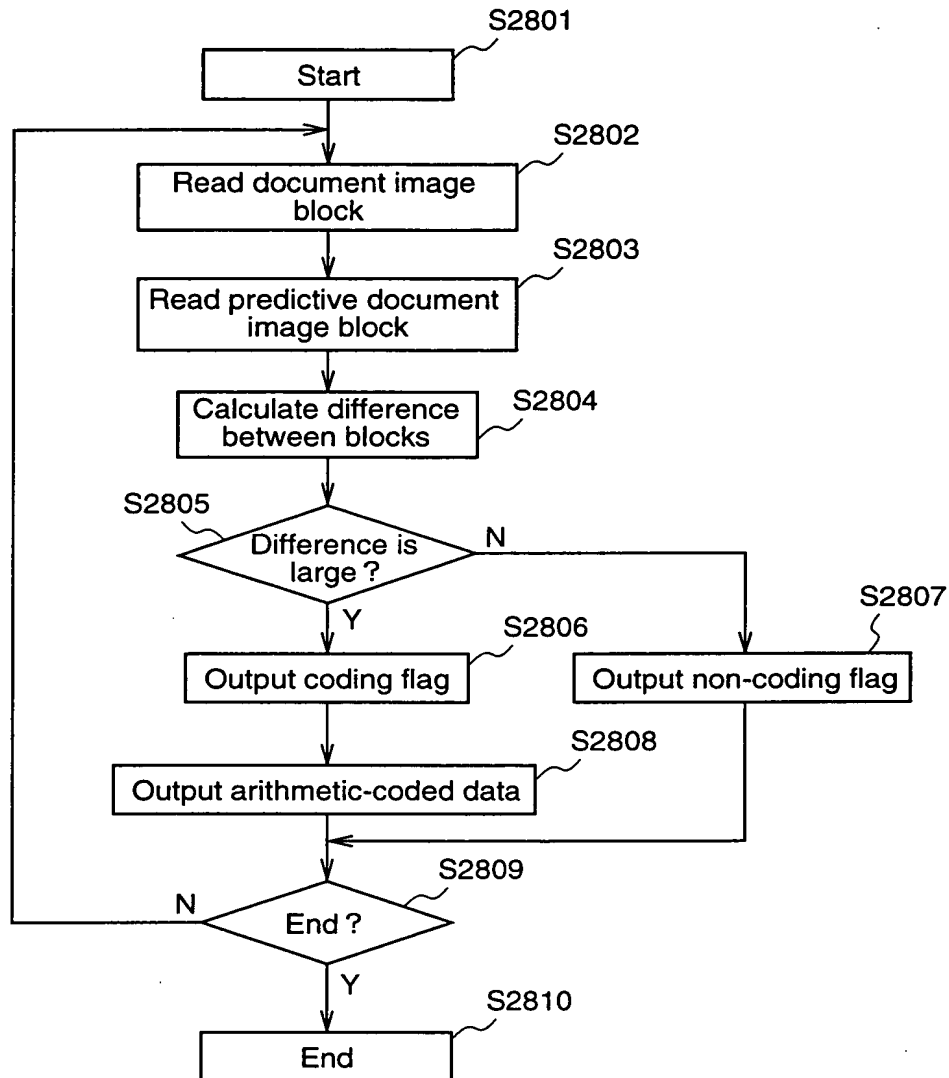 S2801
Start
S2802
Read document image
block
S2803
Read predictive document
image block
S2804
Calculate difference
between blocks
S2805
Difference is
large ?
N
Y
S2806
S2807
Output coding flag
Output non-coding flag
S2808
Output arithmetic-coded data
S2809
N
End ?
Y
S2810
End